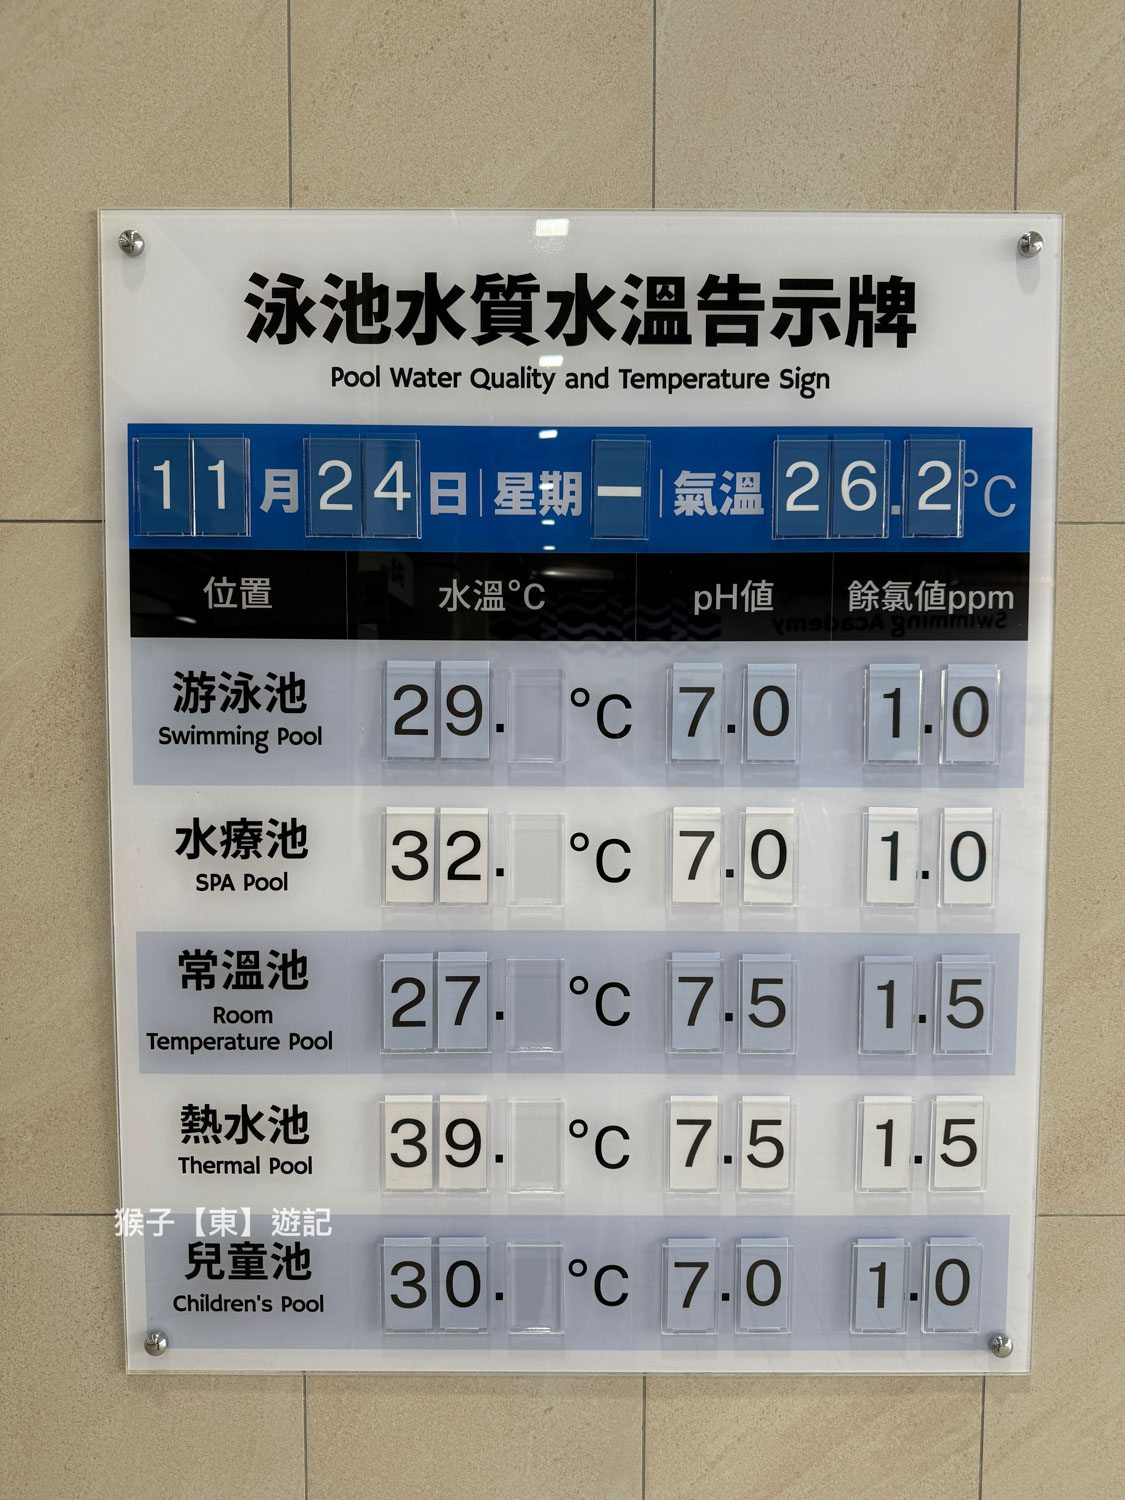 泳池水質水溫告示牌
Pool Water Quality and Temperature Sign
11月24日 | 星期一 | 氣溫26.2°C
位置 水溫°C pH值 餘氯值ppm
Swimming Academy
游泳池 29. °C 7.0 1.0
Swimming Pool
水療池 32. °C 7.0 1.0
SPA Pool
常溫池 27. °C 7.5 1.5
Room
Temperature Pool
熱水池 39. °C 7.5 1.5
Thermal Pool
猴子【東】遊記
兒童池 30. °C 7.0 1.0
Children's Pool